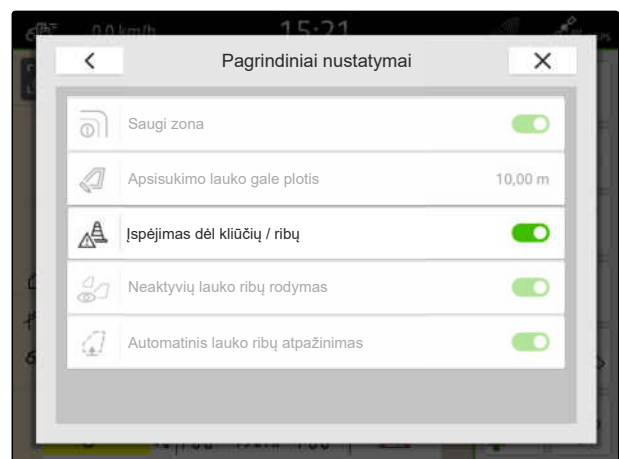 0,0 km/h 15:21
Pagrindiniai nustatymai
Saugi zona
Apsisukimo lauko gale plotis 10,00 m
Įspėjimas dėl kliūčių / ribų
Neaktyvių lauko ribų rodymas
Automatinis lauko ribų atpažinimas